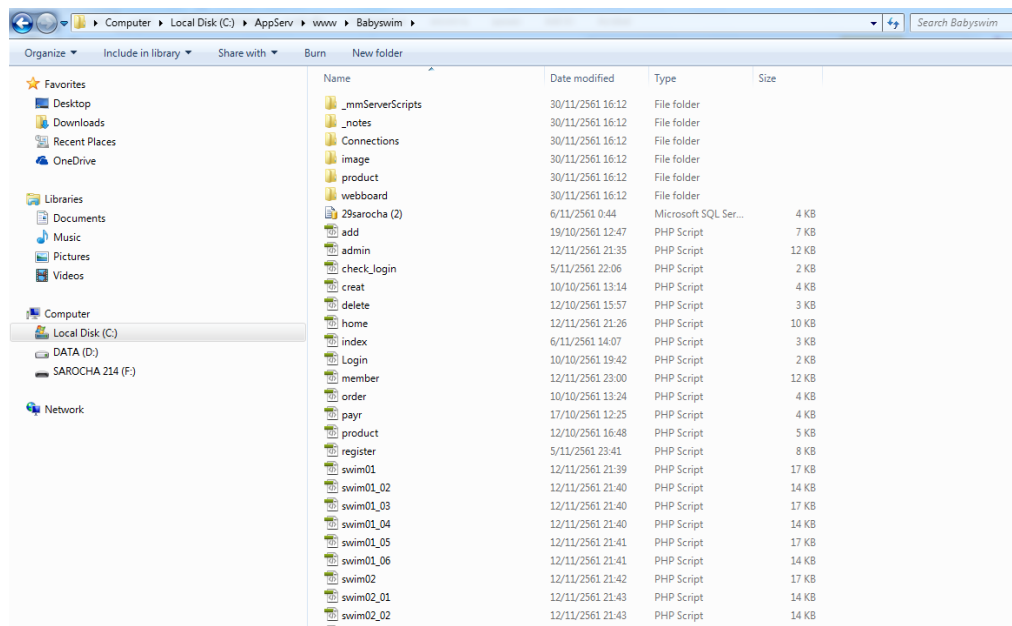 Computer Local Disk (C:) AppServ www Babyswim Search Babyswim
Organize Include in library Share with Burn New folder
Favorites
Desktop
Downloads
Recent Places
OneDrive
Libraries
Documents
Music
Pictures
Videos
Computer
Local Disk (C:)
DATA (D:)
SAROCHA 214 (F:)
Network
Name Date modified Type Size
_mmServerScripts 30/11/2561 16:12 File folder
_notes 30/11/2561 16:12 File folder
Connections 30/11/2561 16:12 File folder
image 30/11/2561 16:12 File folder
product 30/11/2561 16:12 File folder
webboard 30/11/2561 16:12 File folder
29sarocha (2) 6/11/2561 0:44 Microsoft SQL Ser... 4 KB
add 19/10/2561 12:47 PHP Script 7 KB
admin 12/11/2561 21:35 PHP Script 12 KB
check_login 5/11/2561 22:06 PHP Script 2 KB
creat 10/10/2561 13:14 PHP Script 4 KB
delete 12/10/2561 15:57 PHP Script 3 KB
home 12/11/2561 21:26 PHP Script 10 KB
index 6/11/2561 14:07 PHP Script 3 KB
Login 10/10/2561 19:42 PHP Script 2 KB
member 12/11/2561 23:00 PHP Script 12 KB
order 10/10/2561 13:24 PHP Script 4 KB
payr 17/10/2561 12:25 PHP Script 4 KB
product 12/10/2561 16:48 PHP Script 5 KB
register 5/11/2561 23:41 PHP Script 8 KB
swim01 12/11/2561 21:39 PHP Script 17 KB
swim01_02 12/11/2561 21:40 PHP Script 14 KB
swim01_03 12/11/2561 21:40 PHP Script 17 KB
swim01_04 12/11/2561 21:40 PHP Script 14 KB
swim01_05 12/11/2561 21:41 PHP Script 17 KB
swim01_06 12/11/2561 21:41 PHP Script 14 KB
swim02 12/11/2561 21:42 PHP Script 17 KB
swim02_01 12/11/2561 21:43 PHP Script 14 KB
swim02_02 12/11/2561 21:43 PHP Script 14 KB